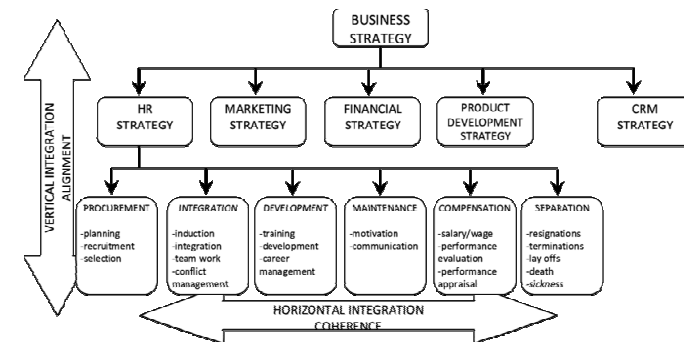 BUSINESS
STRATEGY
HR
STRATEGY
MARKETING
STRATEGY
FINANCIAL
STRATEGY
PRODUCT
DEVELOPMENT
STRATEGY
CRM
STRATEGY
VERTICAL INTEGRATION
ALIGNMENT
PROCUREMENT
-planning
-recruitment
-selection
INTEGRATION
-induction
-integration
-team work
-conflict
management
DEVELOPMENT
-training
-development
-career
management
MAINTENANCE
-motivation
-communication
COMPENSATION
-salary/wage
-performance
evaluation
-performance
appraisal
SEPARATION
-resignations
-terminations
-lay offs
-death
-sickness
HORIZONTAL INTEGRATION
COHERENCE